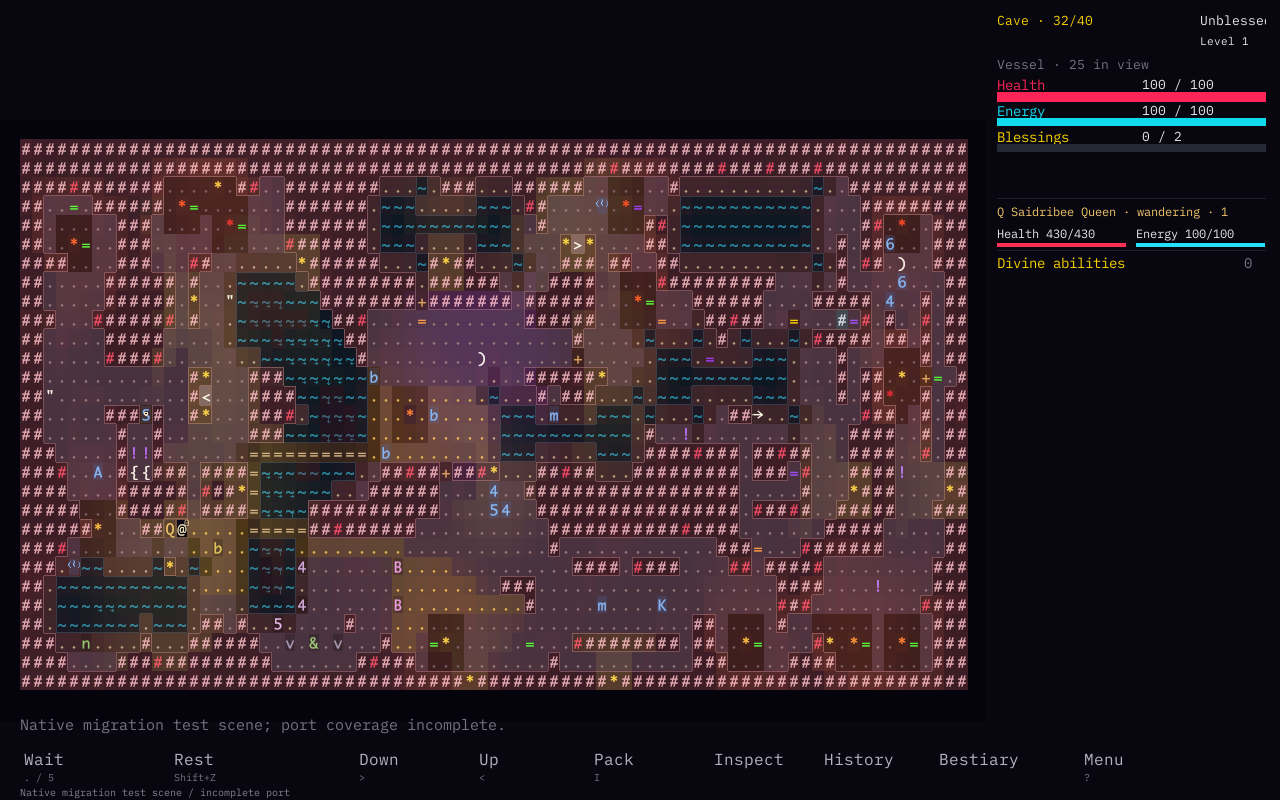 Cave · 32/40
Unblesse
Level 1
Vessel · 25 in view
Health 100 / 100
Energy 100 / 100
Blessings 0 / 2
Q Saidribee Queen · wandering · 1
Health 430/430 Energy 100/100
Divine abilities 0
Native migration test scene; port coverage incomplete.
Wait Rest Down Up Pack Inspect History Bestiary Menu
. / 5 Shift+Z > < I ?
Native migration test scene / incomplete port